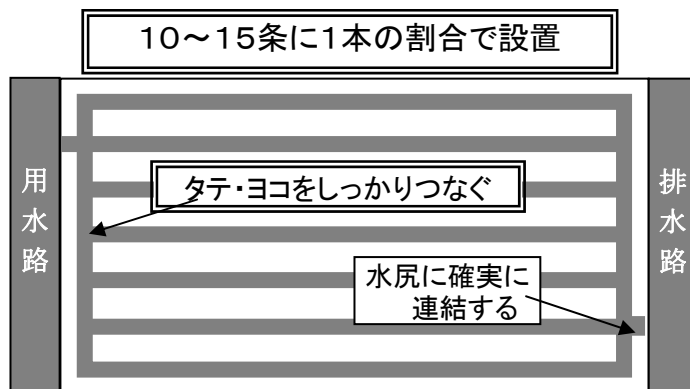 10～15条に1本の割合で設置
用水路
タテ・ヨコをしっかりつなぐ
排水路
水尻に確実に
連結する